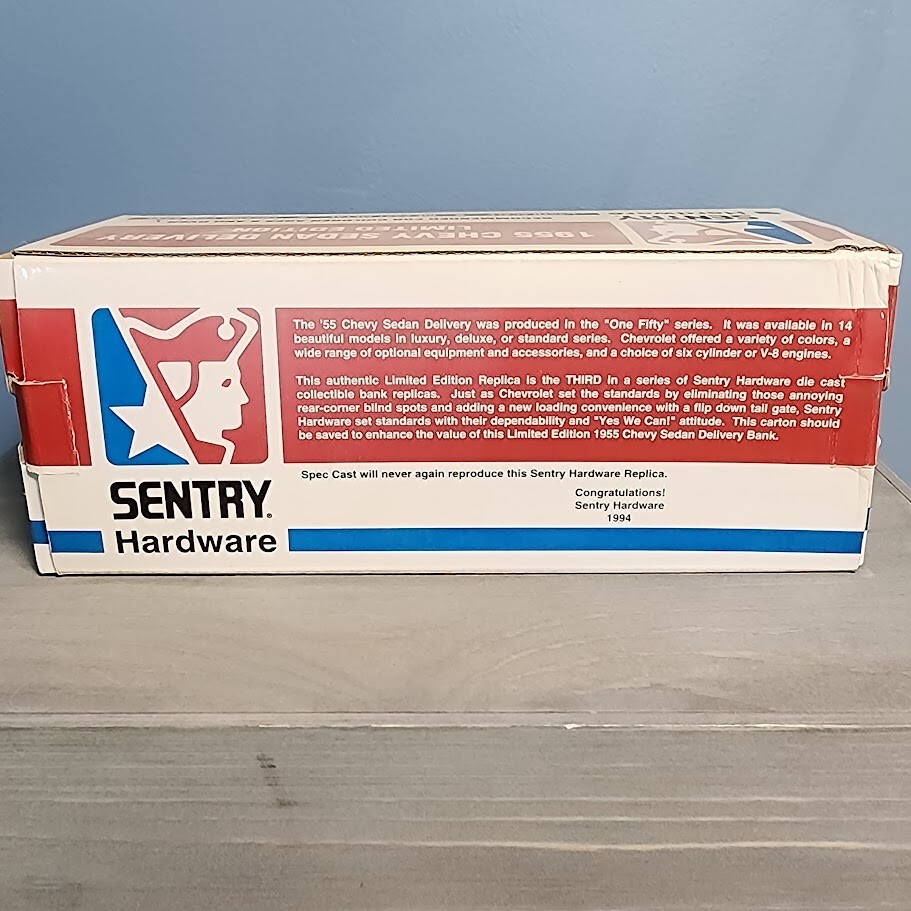 SENTRY
1955 CHEVY SEDAN DELIVERY
LIMITED EDITION
The '55 Chevy Sedan Delivery was produced in the "One Fifty" series. It was available in 14
beautiful models in luxury, deluxe, or standard series. Chevrolet offered a variety of colors, a
wide range of optional equipment and accessories, and a choice of six cylinder or V-8 engines.
This authentic Limited Edition Replica is the THIRD in a series of Sentry Hardware die cast
collectible bank replicas. Just as Chevrolet set the standards by eliminating those annoying
rear-corner blind spots and adding a new loading convenience with a flip down tail gate, Sentry
Hardware set standards with their dependability and "Yes We Can!" attitude. This carton should
be saved to enhance the value of this Limited Edition 1955 Chevy Sedan Delivery Bank.
Spec Cast will never again reproduce this Sentry Hardware Replica.
Congratulations!
Sentry Hardware
1994
SENTRY®
Hardware